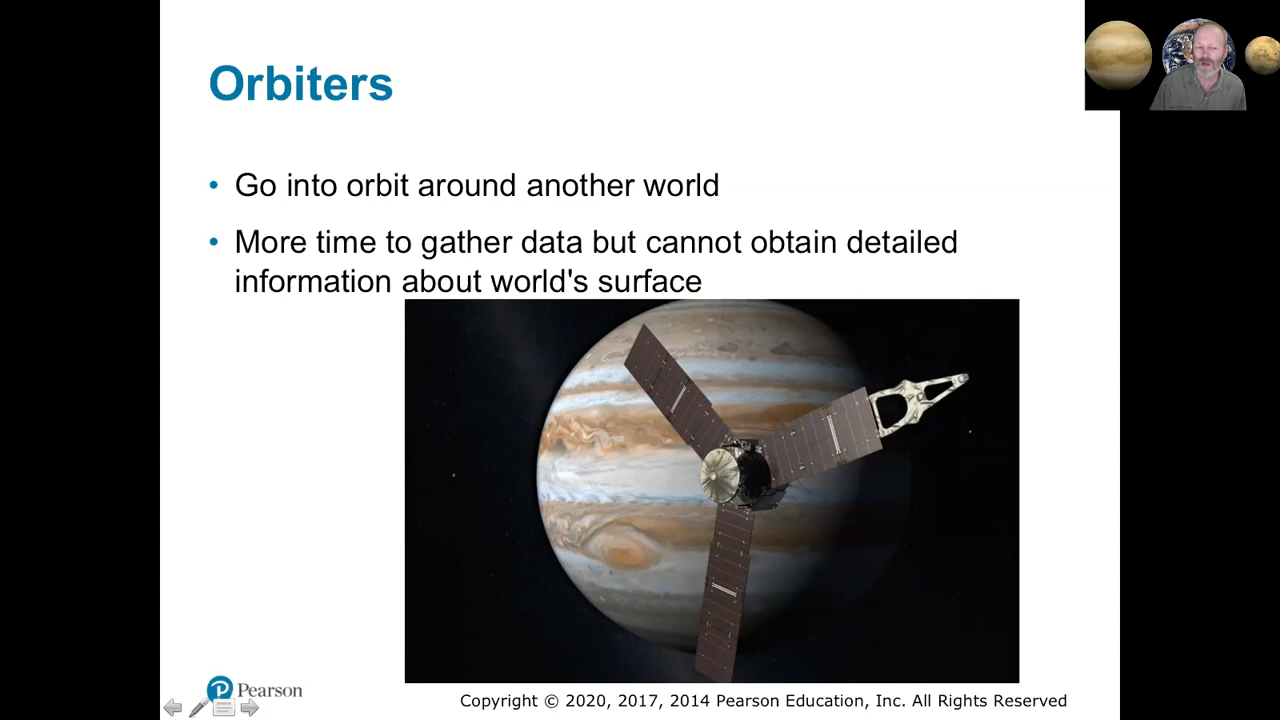 Orbiters
• Go into orbit around another world
• More time to gather data but cannot obtain detailed
information about world's surface
Pearson
Copyright © 2020, 2017, 2014 Pearson Education, Inc. All Rights Reserved